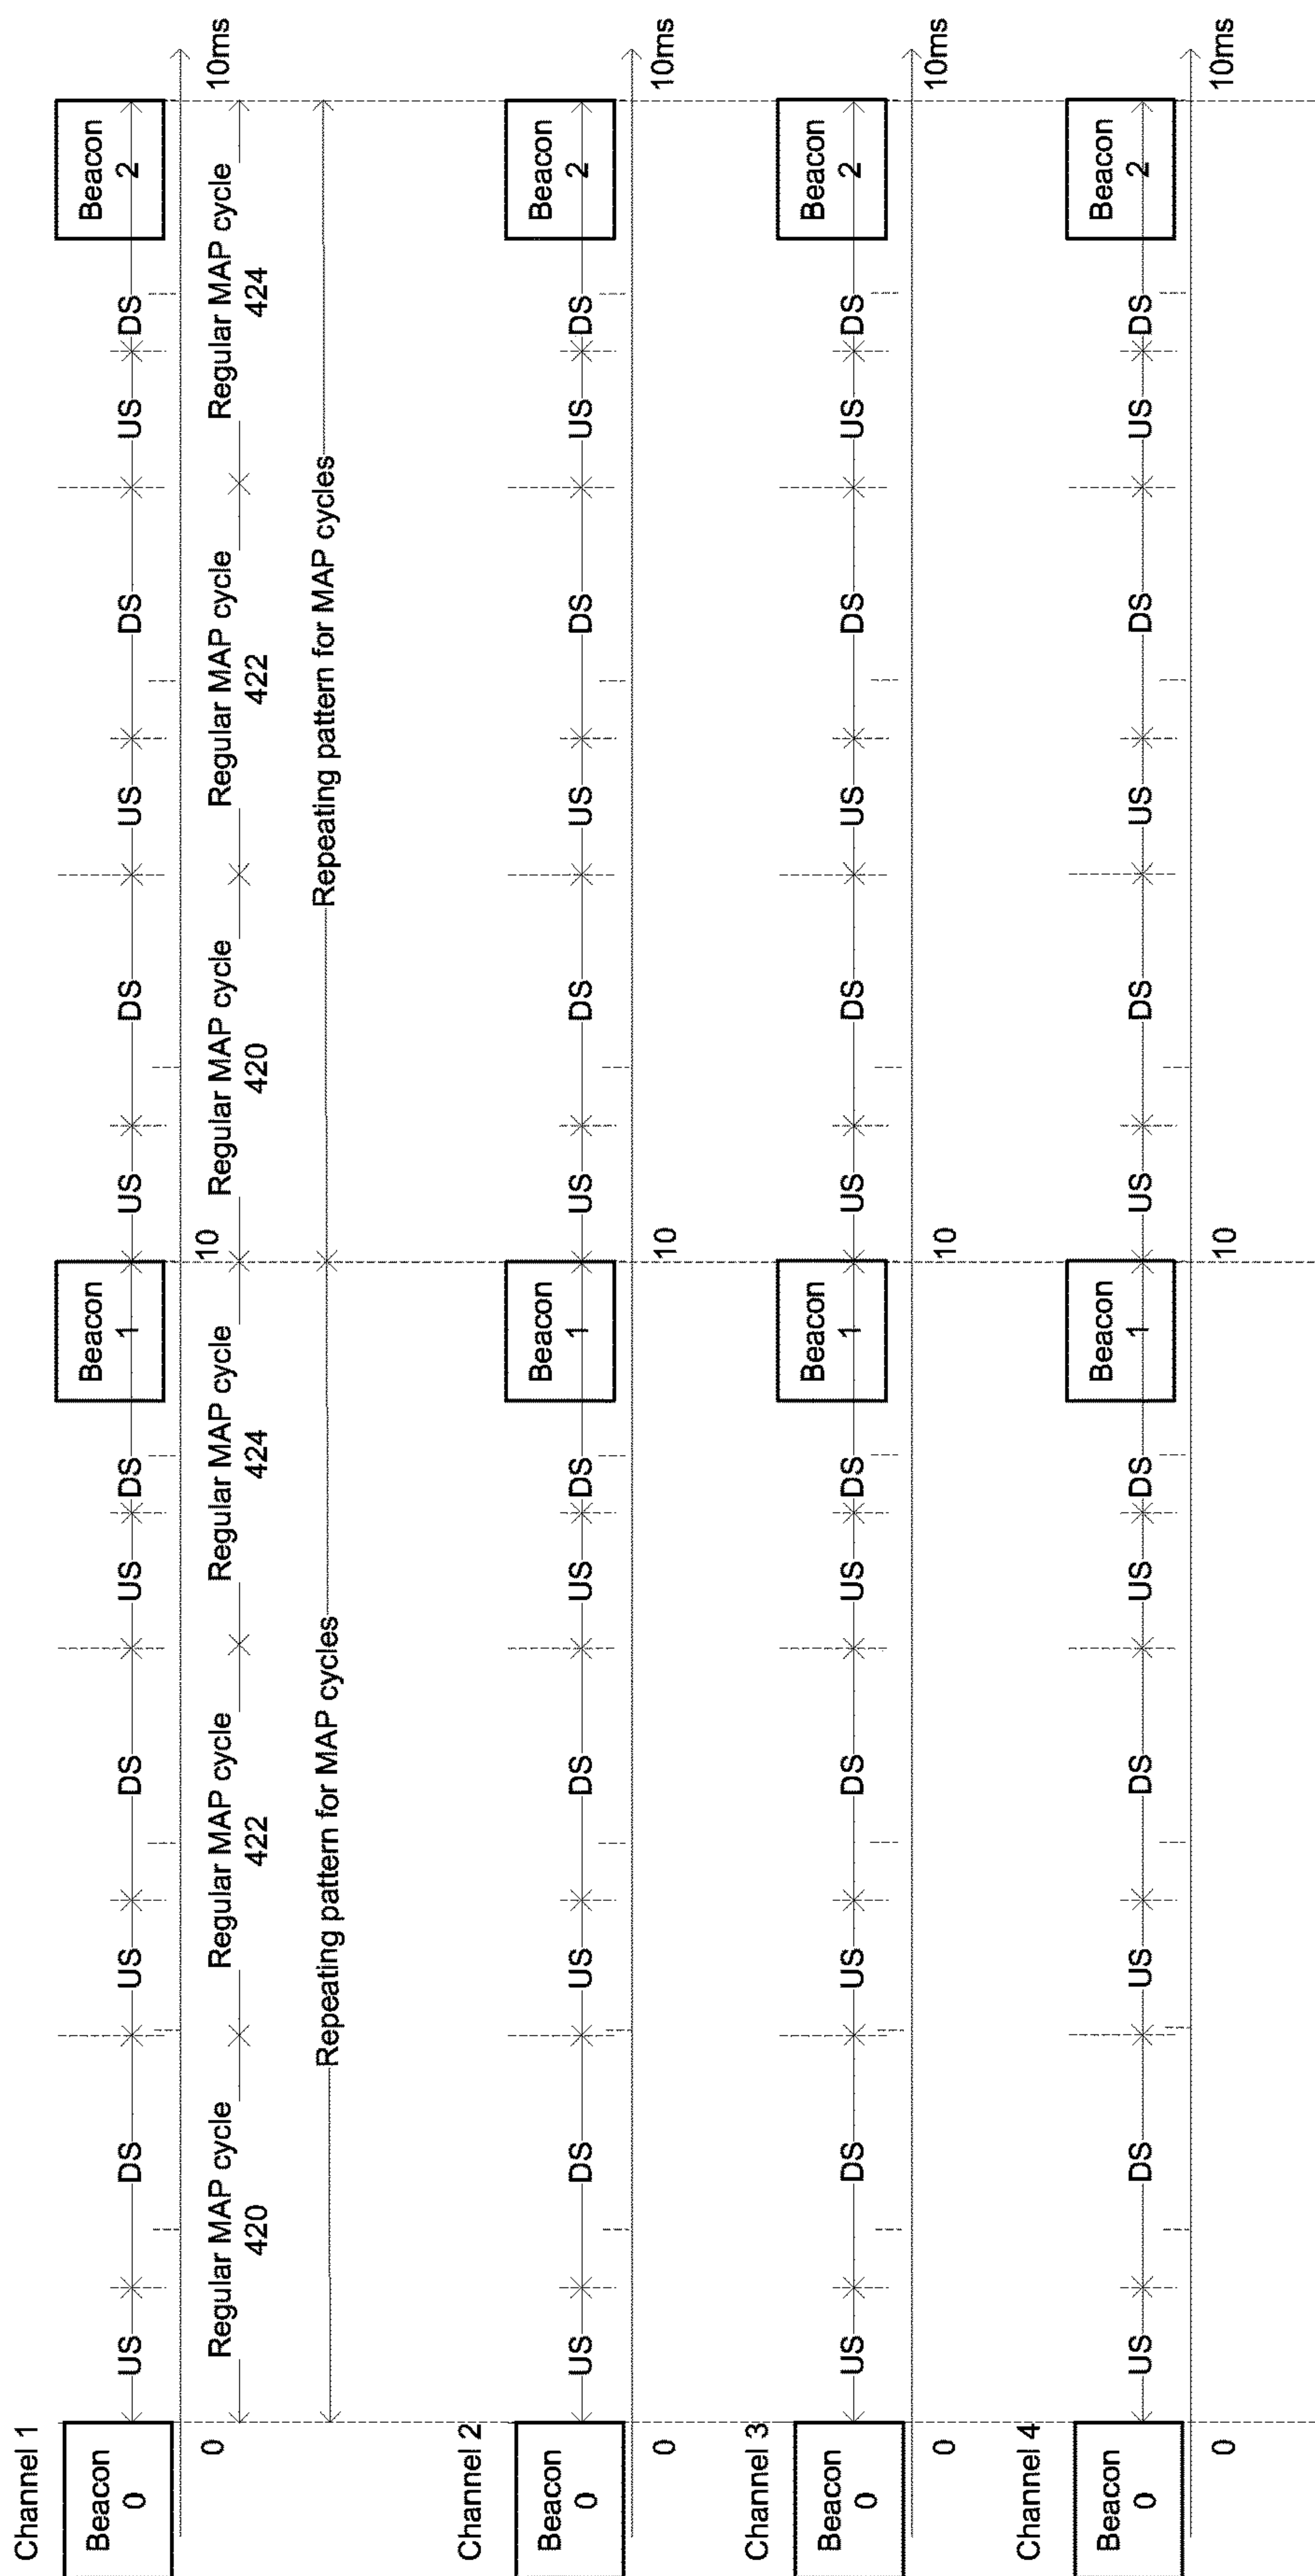 Channel 1
Beacon
0
US
DS
US
DS
US
DS
Beacon
1
US
DS
US
DS
US
DS
Beacon
2
0
10
10ms
Regular MAP cycle
420
Regular MAP cycle
422
Regular MAP cycle
424
Regular MAP cycle
420
Regular MAP cycle
422
Regular MAP cycle
424
Repeating pattern for MAP cycles
Repeating pattern for MAP cycles
Channel 2
Beacon
0
US
DS
US
DS
US
DS
Beacon
1
US
DS
US
DS
US
DS
Beacon
2
0
10
10ms
Channel 3
Beacon
0
US
DS
US
DS
US
DS
Beacon
1
US
DS
US
DS
US
DS
Beacon
2
0
10
10ms
Channel 4
Beacon
0
US
DS
US
DS
US
DS
Beacon
1
US
DS
US
DS
US
DS
Beacon
2
0
10
10ms